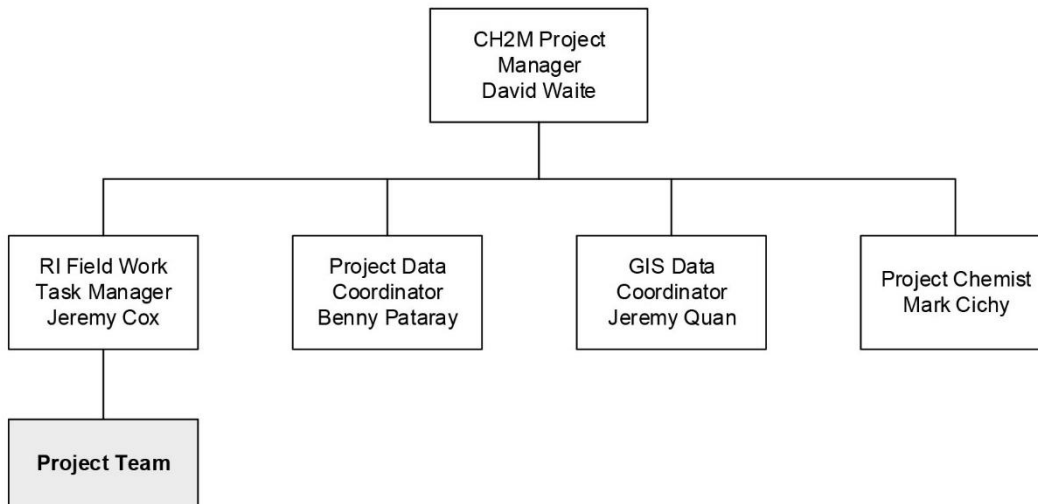 CH2M Project
Manager
David Waite
RI Field Work
Task Manager
Jeremy Cox
Project Data
Coordinator
Benny Pataray
GIS Data
Coordinator
Jeremy Quan
Project Chemist
Mark Cichy
Project Team